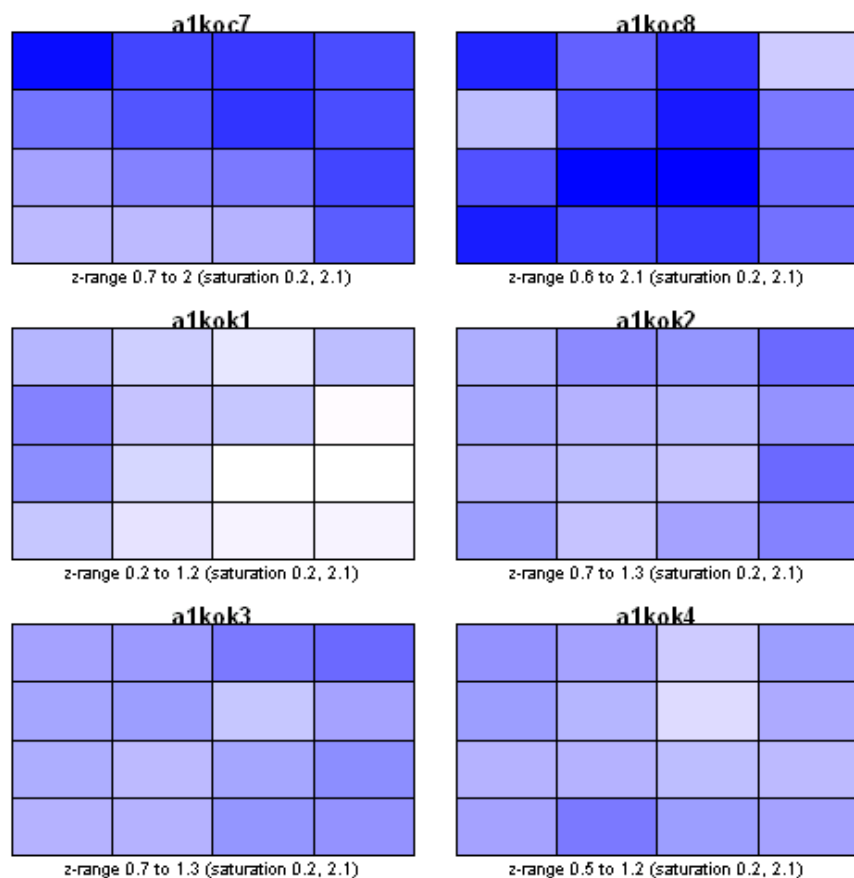 a1koc7
a1koc8
z-range 0.7 to 2 (saturation 0.2, 2.1)
z-range 0.6 to 2.1 (saturation 0.2, 2.1)
a1kok1
a1kok2
z-range 0.2 to 1.2 (saturation 0.2, 2.1)
z-range 0.7 to 1.3 (saturation 0.2, 2.1)
a1kok3
a1kok4
z-range 0.7 to 1.3 (saturation 0.2, 2.1)
z-range 0.5 to 1.2 (saturation 0.2, 2.1)